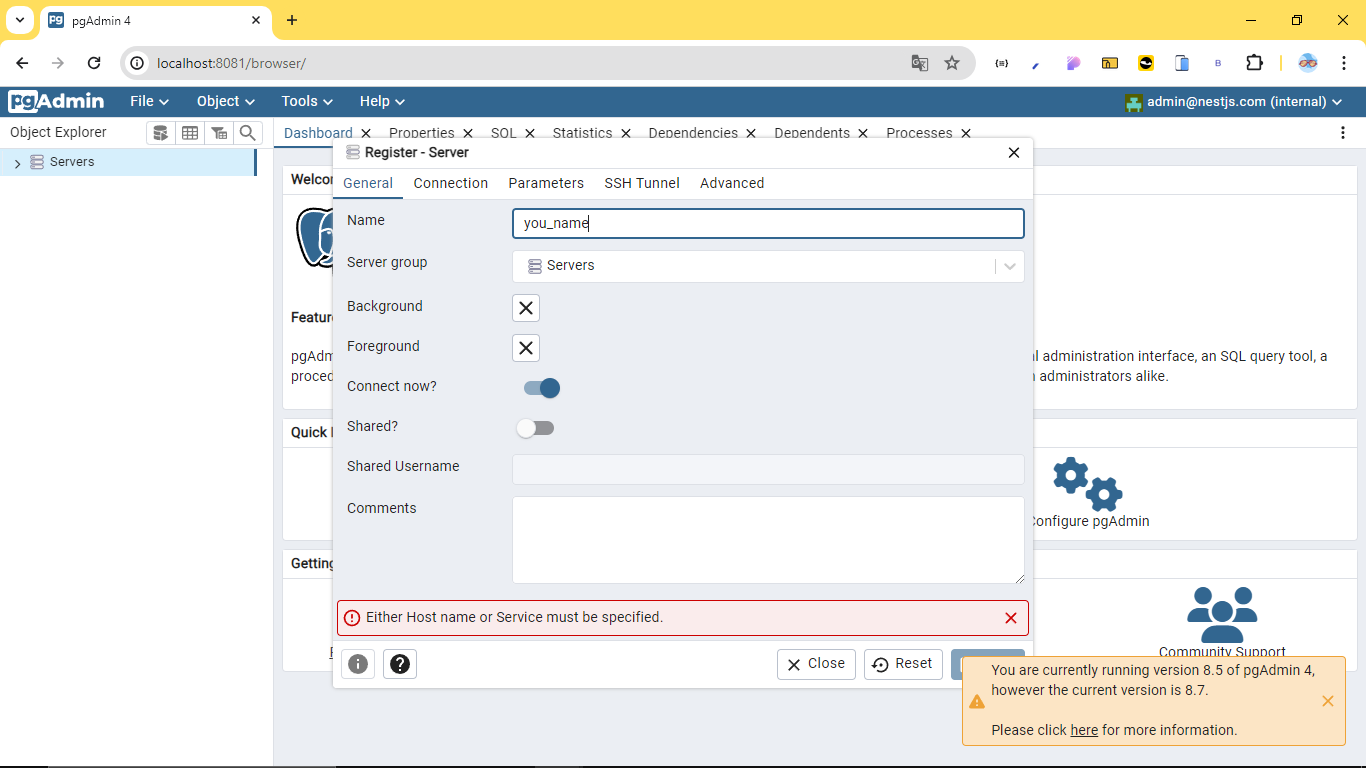 pgAdmin 4
localhost:8081/browser/
pgAdmin File Object Tools Help admin@nestjs.com (internal)
Object Explorer
Servers
Dashboard Properties SQL Statistics Dependencies Dependents Processes
Register - Server
General Connection Parameters SSH Tunnel Advanced
Name you_name
Server group Servers
Background
Foreground
Connect now?
Shared?
Shared Username
Comments
Either Host name or Service must be specified.
Close Reset
Welcor
Featur
pgAdm l administration interface, an SQL query tool, a
proced administrators alike.
Quick
Configure pgAdmin
Getting
Community Support
You are currently running version 8.5 of pgAdmin 4,
however the current version is 8.7.
Please click here for more information.